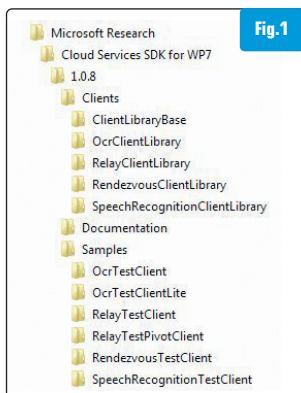 Fig.1
Microsoft Research
Cloud Services SDK for WP7
1.0.8
Clients
ClientLibraryBase
OcrClientLibrary
RelayClientLibrary
RendezvousClientLibrary
SpeechRecognitionClientLibrary
Documentation
Samples
OcrTestClient
OcrTestClientLite
RelayTestClient
RelayTestPivotClient
RendezvousTestClient
SpeechRecognitionTestClient